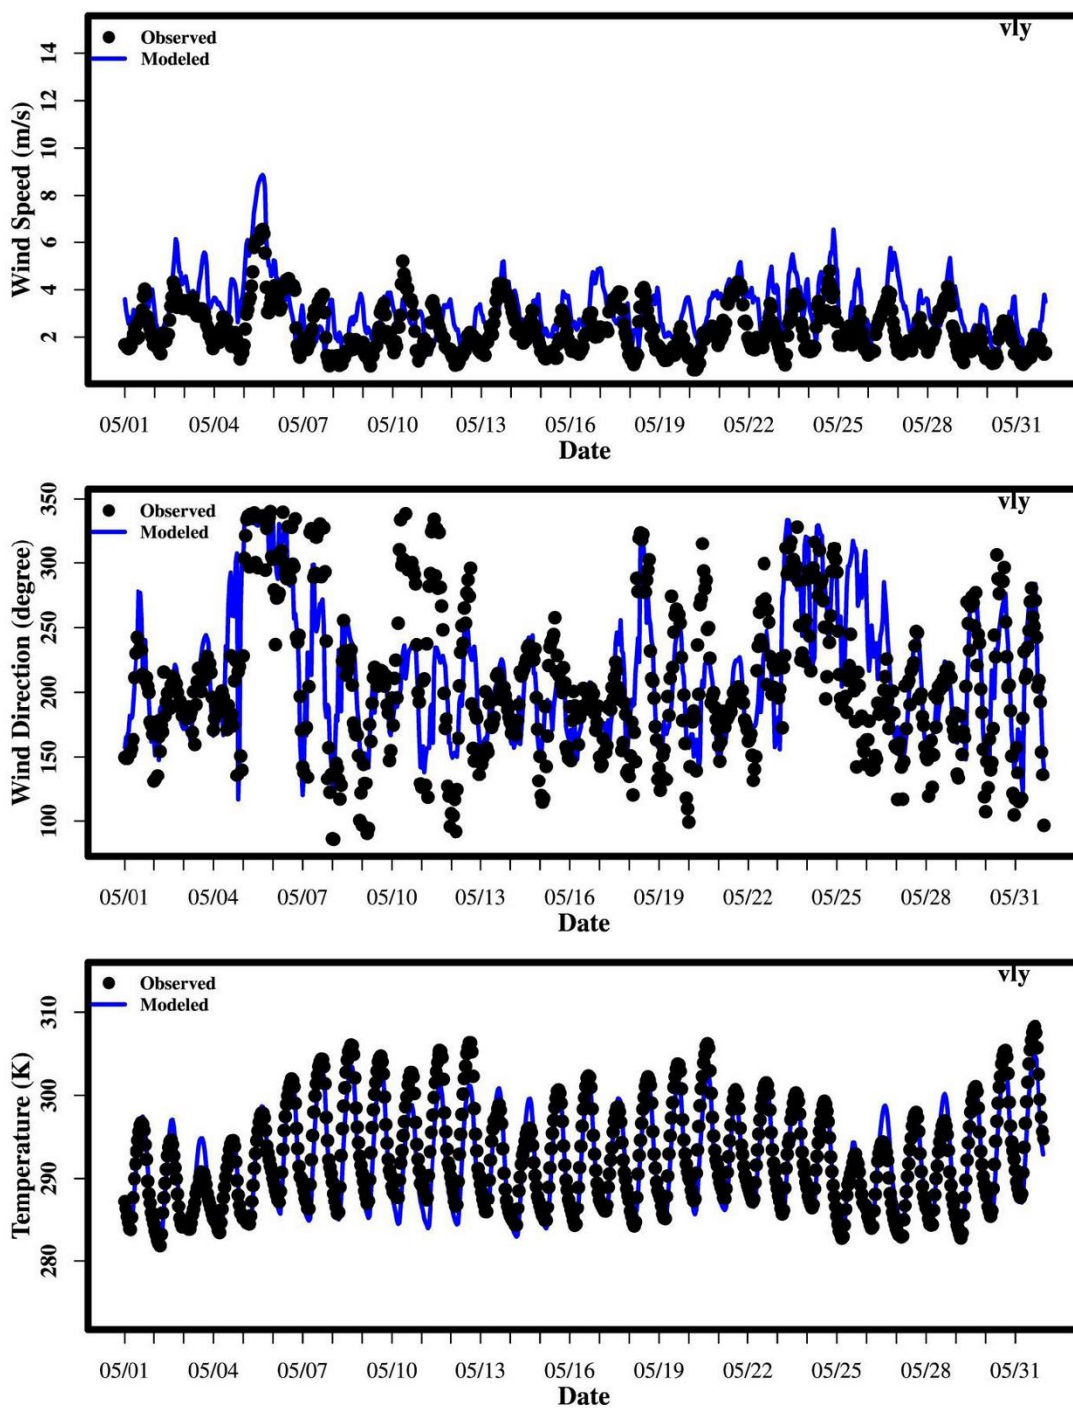 vly
Observed
Modeled
Wind Speed (m/s)
14
12
10
8
6
4
2
05/01 05/04 05/07 05/10 05/13 05/16 05/19 05/22 05/25 05/28 05/31
Date
vly
Observed
Modeled
Wind Direction (degree)
350
300
250
200
150
100
05/01 05/04 05/07 05/10 05/13 05/16 05/19 05/22 05/25 05/28 05/31
Date
vly
Observed
Modeled
Temperature (K)
310
300
290
280
05/01 05/04 05/07 05/10 05/13 05/16 05/19 05/22 05/25 05/28 05/31
Date